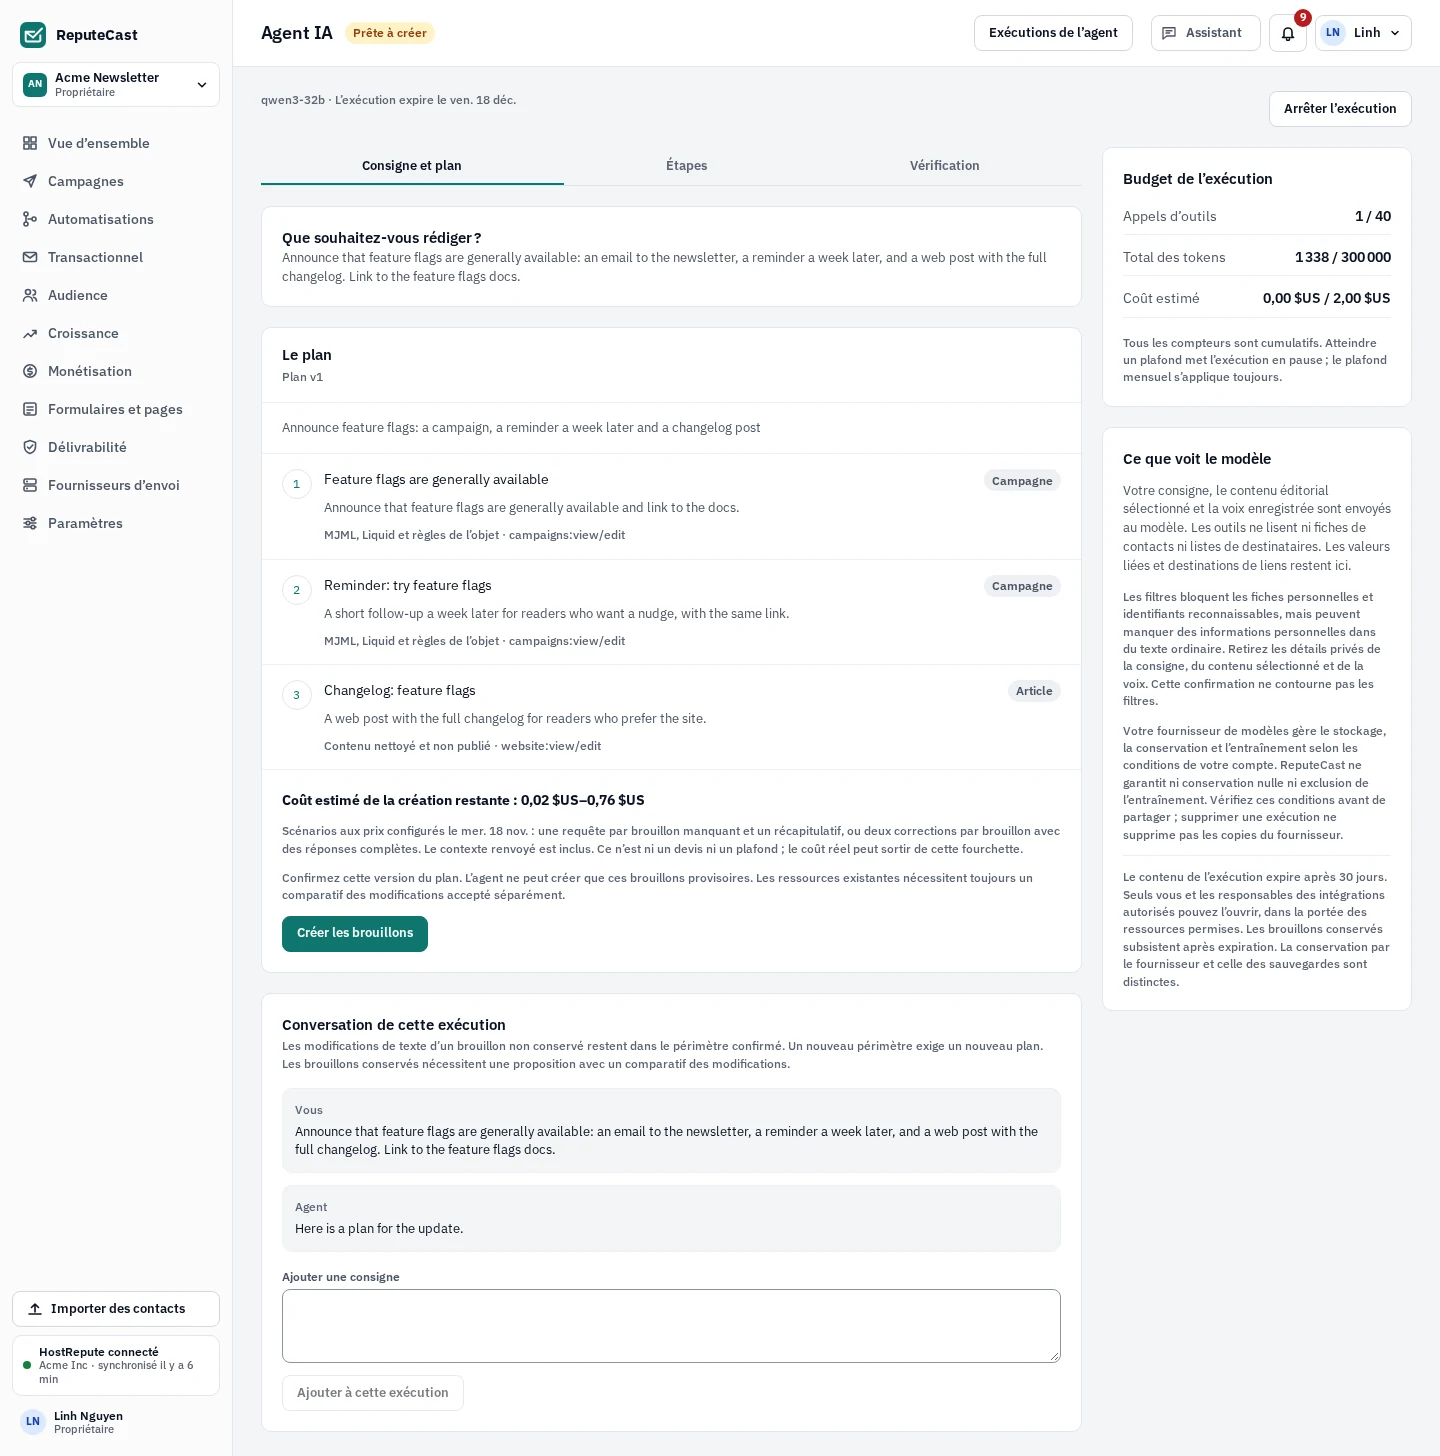 ReputeCast
AN
Acme Newsletter
Propriétaire
Vue d’ensemble
Campagnes
Automatisations
Transactionnel
Audience
Croissance
Monétisation
Formulaires et pages
Délivrabilité
Fournisseurs d’envoi
Paramètres
Importer des contacts
HostRepute connecté
Acme Inc · synchronisé il y a 6
min
LN
Linh Nguyen
Propriétaire
Agent IA
Prête à créer
Exécutions de l’agent
Assistant
9
LN
Linh
qwen3-32b · L’exécution expire le ven. 18 déc.
Arrêter l’exécution
Consigne et plan
Étapes
Vérification
Que souhaitez-vous rédiger ?
Announce that feature flags are generally available: an email to the newsletter, a reminder a week later, and a web post with the full
changelog. Link to the feature flags docs.
Le plan
Plan v1
Announce feature flags: a campaign, a reminder a week later and a changelog post
1
Feature flags are generally available
Campagne
Announce that feature flags are generally available and link to the docs.
MJML, Liquid et règles de l’objet · campaigns:view/edit
2
Reminder: try feature flags
Campagne
A short follow-up a week later for readers who want a nudge, with the same link.
MJML, Liquid et règles de l’objet · campaigns:view/edit
3
Changelog: feature flags
Article
A web post with the full changelog for readers who prefer the site.
Contenu nettoyé et non publié · website:view/edit
Coût estimé de la création restante : 0,02 $US–0,76 $US
Scénarios aux prix configurés le mer. 18 nov. : une requête par brouillon manquant et un récapitulatif, ou deux corrections par brouillon avec
des réponses complètes. Le contexte renvoyé est inclus. Ce n’est ni un devis ni un plafond ; le coût réel peut sortir de cette fourchette.
Confirmez cette version du plan. L’agent ne peut créer que ces brouillons provisoires. Les ressources existantes nécessitent toujours un
comparatif des modifications accepté séparément.
Créer les brouillons
Conversation de cette exécution
Les modifications de texte d’un brouillon non conservé restent dans le périmètre confirmé. Un nouveau périmètre exige un nouveau plan.
Les brouillons conservés nécessitent une proposition avec un comparatif des modifications.
Vous
Announce that feature flags are generally available: an email to the newsletter, a reminder a week later, and a web post with the
full changelog. Link to the feature flags docs.
Agent
Here is a plan for the update.
Ajouter une consigne
Ajouter à cette exécution
Budget de l’exécution
Appels d’outils
1 / 40
Total des tokens
1 338 / 300 000
Coût estimé
0,00 $US / 2,00 $US
Tous les compteurs sont cumulatifs. Atteindre
un plafond met l’exécution en pause ; le plafond
mensuel s’applique toujours.
Ce que voit le modèle
Votre consigne, le contenu éditorial
sélectionné et la voix enregistrée sont envoyés
au modèle. Les outils ne lisent ni fiches de
contacts ni listes de destinataires. Les valeurs
liées et destinations de liens restent ici.
Les filtres bloquent les fiches personnelles et
identifiants reconnaissables, mais peuvent
manquer des informations personnelles dans
du texte ordinaire. Retirez les détails privés de
la consigne, du contenu sélectionné et de la
voix. Cette confirmation ne contourne pas les
filtres.
Votre fournisseur de modèles gère le stockage,
la conservation et l’entraînement selon les
conditions de votre compte. ReputeCast ne
garantit ni conservation nulle ni exclusion de
l’entraînement. Vérifiez ces conditions avant de
partager ; supprimer une exécution ne
supprime pas les copies du fournisseur.
Le contenu de l’exécution expire après 30 jours.
Seuls vous et les responsables des intégrations
autorisés pouvez l’ouvrir, dans la portée des
ressources permises. Les brouillons conservés
subsistent après expiration. La conservation par
le fournisseur et celle des sauvegardes sont
distinctes.